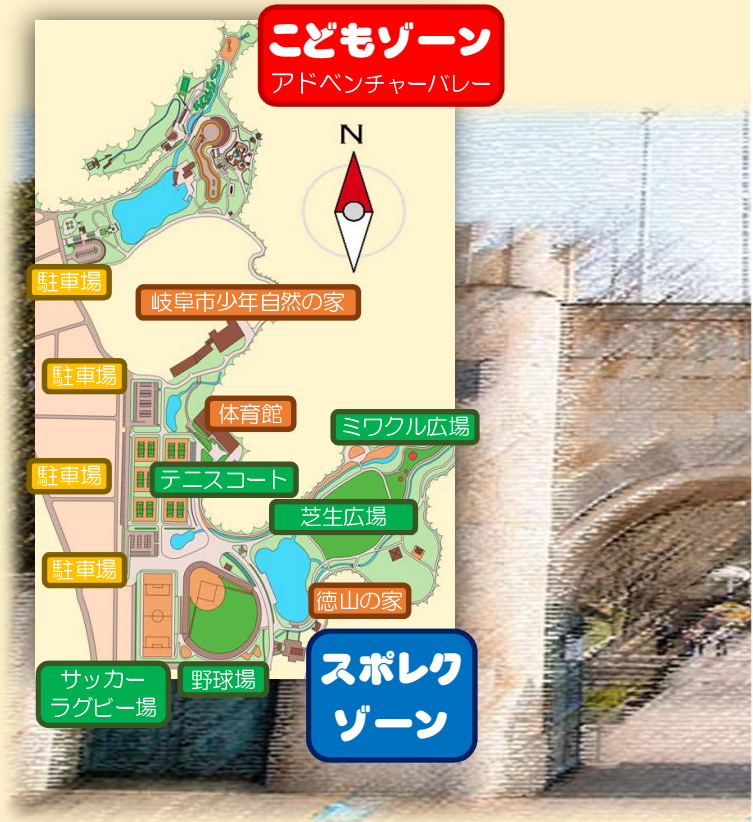 こどもゾーン
アドベンチャーバレー
N
駐車場
岐阜市少年自然の家
駐車場
体育館
ミワクル広場
駐車場
テニスコート
芝生広場
駐車場
徳山の家
サッカー
ラグビー場
野球場
スポレク
ゾーン